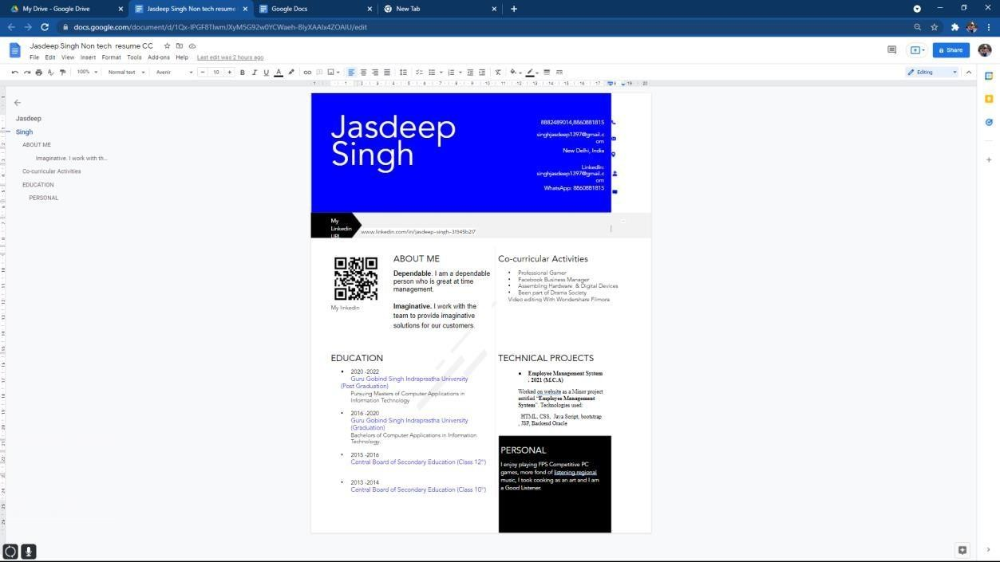 My Drive - Google Drive
Jasdeep Singh Non tech resume
Google Docs
New Tab
docs.google.com/document/d/1Qx-IPGF8TlwmJXyM5G92w0YCWaeh-BlyXAAIx4ZOAIU/edit
Jasdeep Singh Non tech resume CC
File Edit View Insert Format Tools Add-ons Help Last edit was 2 hours ago
Share
100% Normal text Avenir 10 Editing
Jasdeep
Singh
ABOUT ME
Imaginative. I work with th...
Co-curricular Activities
EDUCATION
PERSONAL
Jasdeep
Singh
8882489014,8860881815
singhjasdeep1397@gmail.c
om
New Delhi, India
LinkedIn:
singhjasdeep1397@gmail.c
om
WhatsApp: 8860881815
My
Linkedin
URL
www.linkedin.com/in/jasdeep-singh-31945b217
My linkedin
ABOUT ME
Dependable. I am a dependable
person who is great at time
management.
Imaginative. I work with the
team to provide imaginative
solutions for our customers.
Co-curricular Activities
• Professional Gamer
• Facebook Business Manager
• Assembling Hardware & Digital Devices
• Been part of Drama Society
Video editing With Wondershare Filmora
EDUCATION
• 2020 -2022
Guru Gobind Singh Indraprastha University
(Post Graduation)
Pursuing Masters of Computer Applications in
Information Technology
• 2016 -2020
Guru Gobind Singh Indraprastha University
(Graduation)
Bachelors of Computer Applications in Information
Technology.
• 2015 -2016
Central Board of Secondary Education (Class 12th)
• 2013 -2014
Central Board of Secondary Education (Class 10th)
TECHNICAL PROJECTS
• Employee Management System
. 2021 (M.C.A)
Worked on website as a Minor project
entitled "Employee Management
System". Technologies used:
HTML, CSS, Java Script, bootstrap
, JSP, Backend Oracle
PERSONAL
I enjoy playing FPS Competitive PC
games, more fond of listening regional
music, I took cooking as an art and I am
a Good Listener.